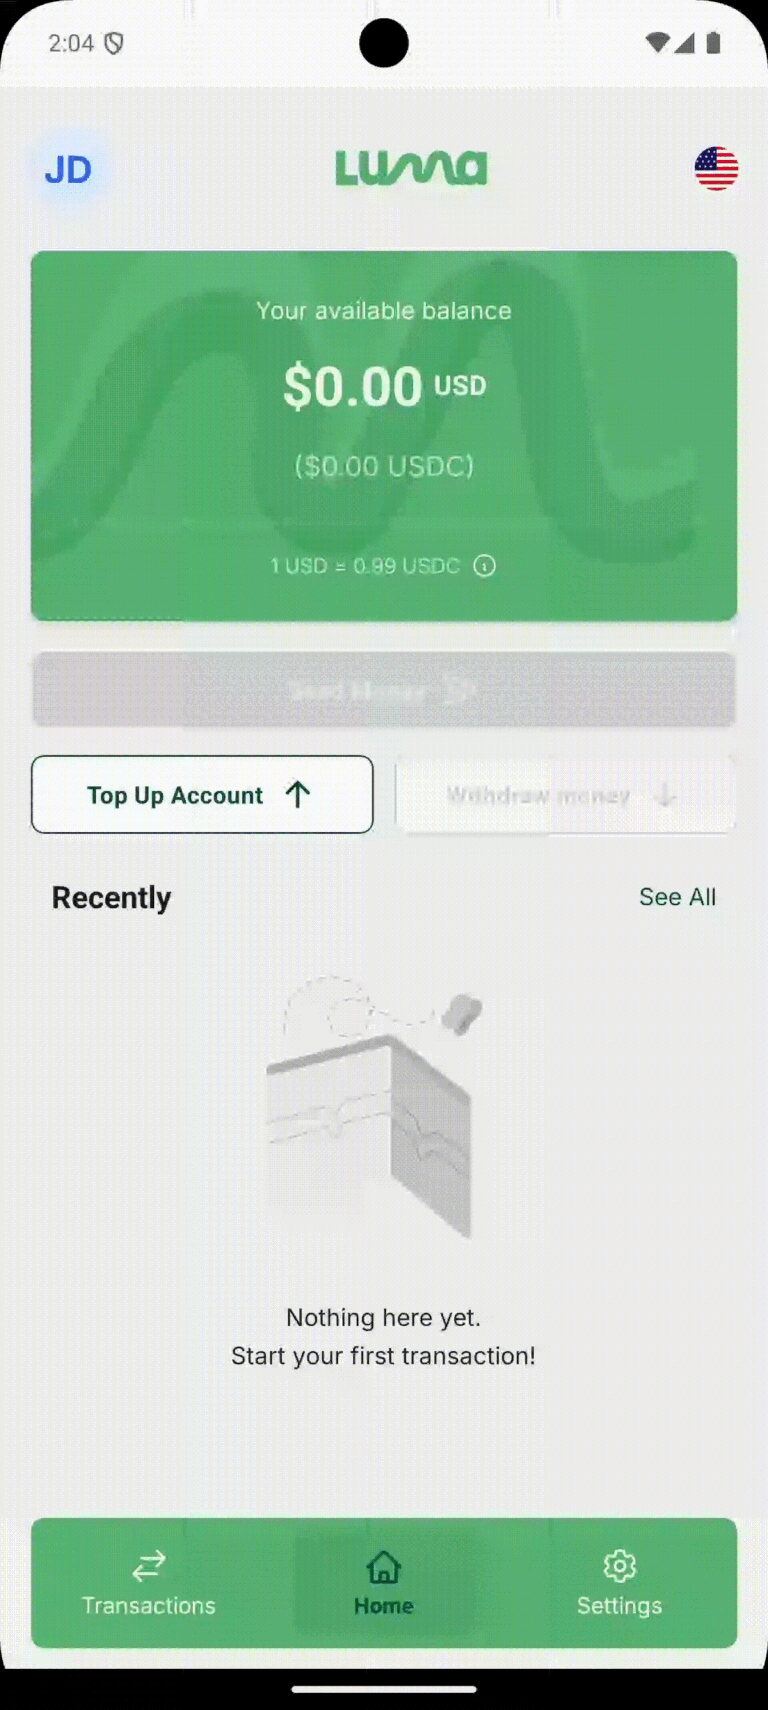 2:04
JD
Luma
Your available balance
$0.00 USD
($0.00 USDC)
1 USD = 0.99 USDC
Send Money
Top Up Account
Withdraw money
Recently
See All
Nothing here yet.
Start your first transaction!
Transactions
Home
Settings